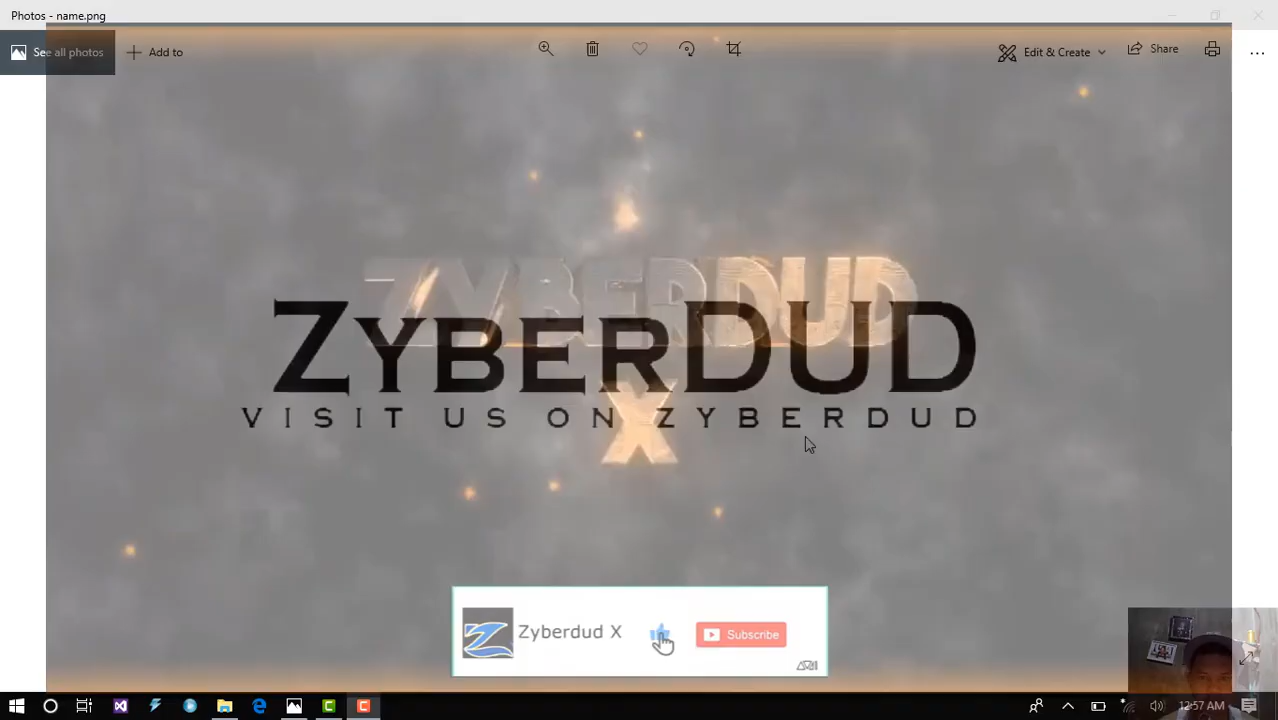 Photos - name.png
See all photos
Add to
Edit & Create
Share
ZYBERDUD
X
ZYBERDUD
VISIT US ON ZYBERDUD
Zyberdud X
Subscribe
12:57 AM